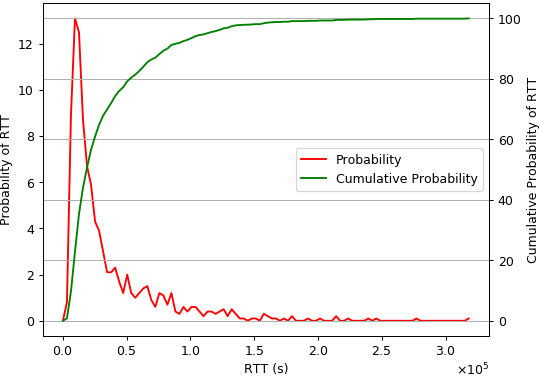 Probability of RTT
12
10
8
6
4
2
0
100
80
60
40
20
0
Cumulative Probability of RTT
Probability
Cumulative Probability
0.0 0.5 1.0 1.5 2.0 2.5 3.0
RTT (s)
×10⁵